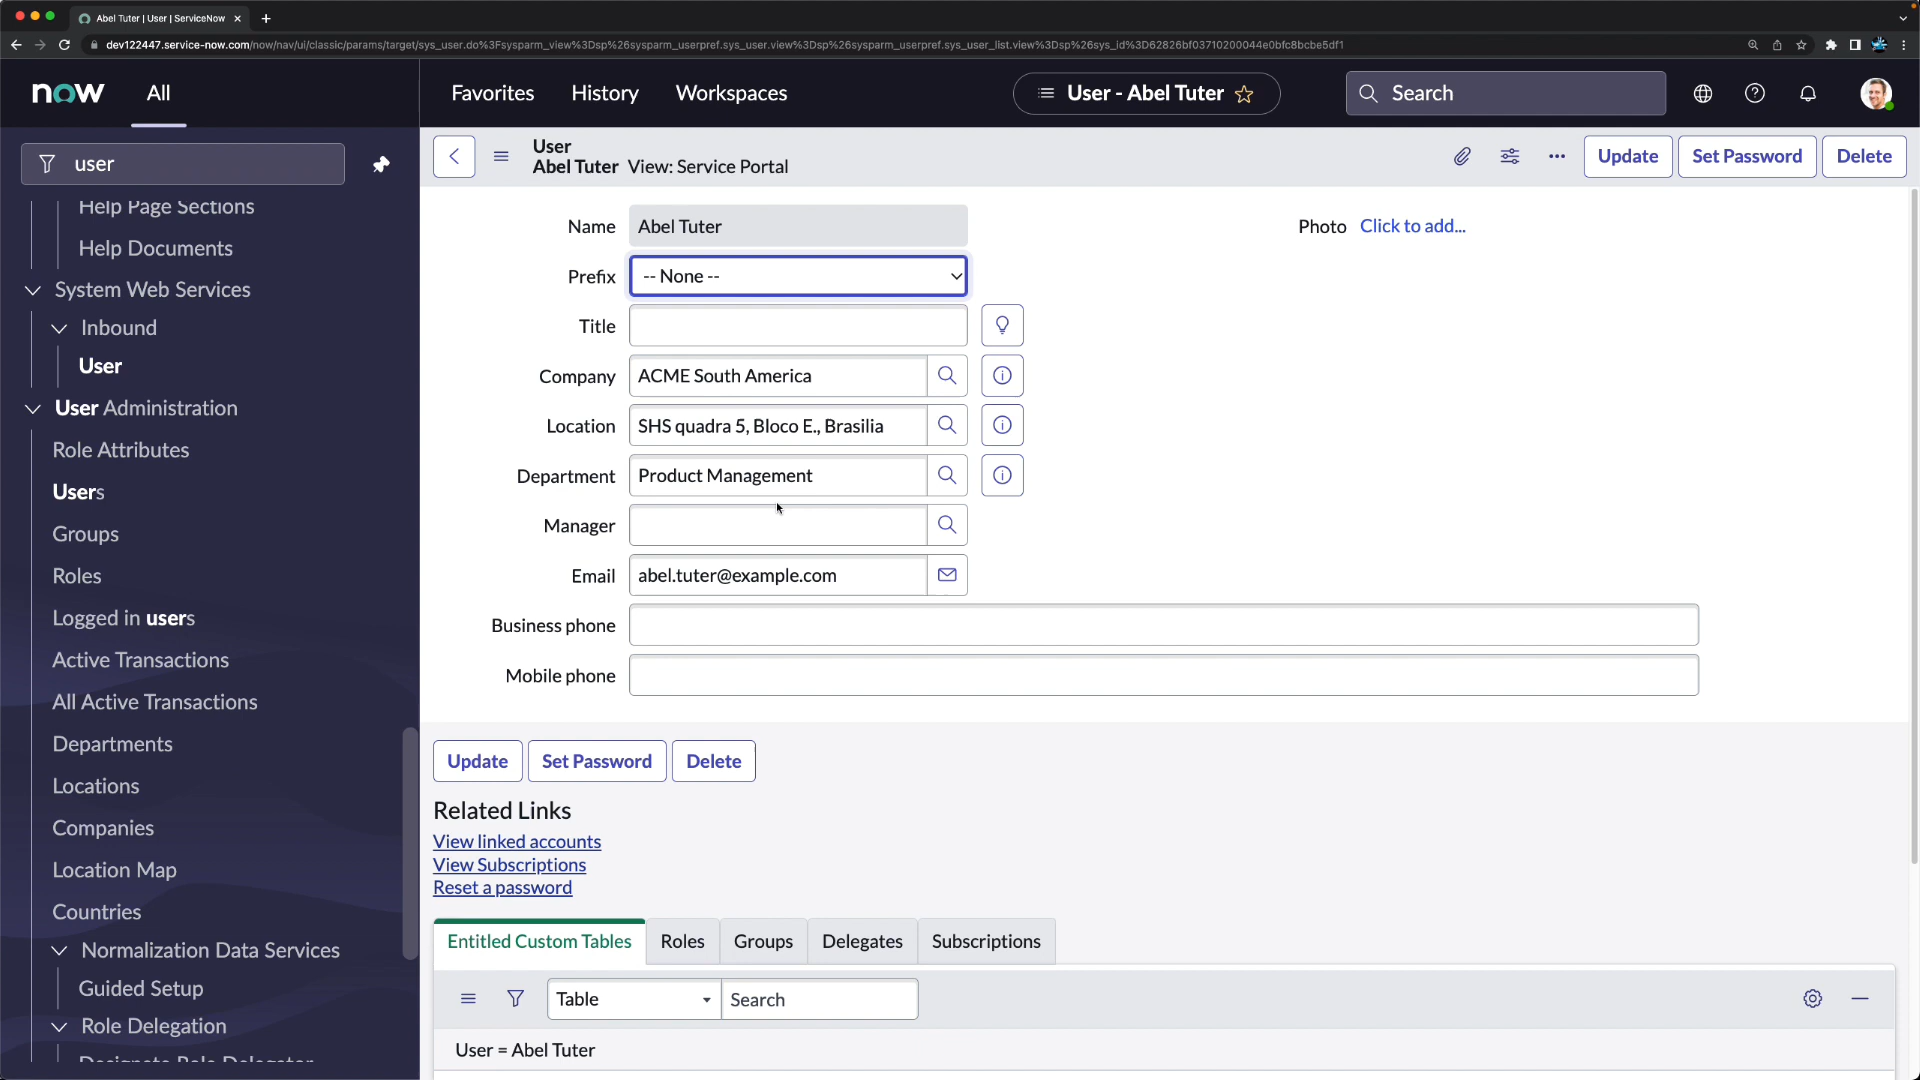 Abel Tuter | User | ServiceNow
dev122447.service-now.com/now/nav/ui/classic/params/target/sys_user.do%3Fsysparm_view%3Dsp%26sysparm_userpref.sys_user.view%3Dsp%26sysparm_userpref.sys_user_list.view%3Dsp%26sys_id%3D62826bf03710200044e0bfc8bcbe5df1
now
All
Favorites
History
Workspaces
User - Abel Tuter
Search
user
Help Page Sections
Help Documents
System Web Services
Inbound
User
User Administration
Role Attributes
Users
Groups
Roles
Logged in users
Active Transactions
All Active Transactions
Departments
Locations
Companies
Location Map
Countries
Normalization Data Services
Guided Setup
Role Delegation
Designate Role Delegator
User
Abel Tuter View: Service Portal
Update
Set Password
Delete
Name Abel Tuter
Photo Click to add...
Prefix -- None --
Title
Company ACME South America
Location SHS quadra 5, Bloco E., Brasilia
Department Product Management
Manager
Email abel.tuter@example.com
Business phone
Mobile phone
Update
Set Password
Delete
Related Links
View linked accounts
View Subscriptions
Reset a password
Entitled Custom Tables
Roles
Groups
Delegates
Subscriptions
Table
Search
User = Abel Tuter